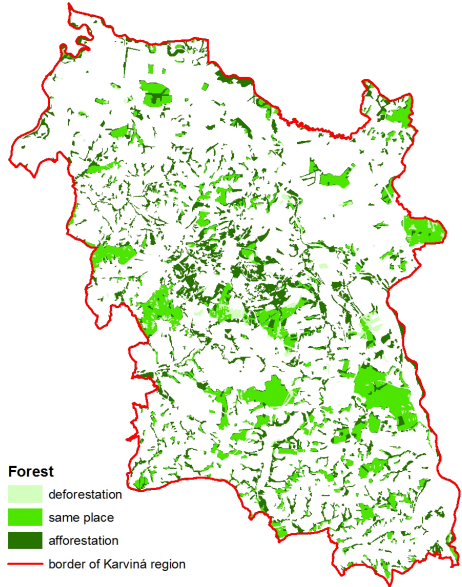 Forest
deforestation
same place
afforestation
border of Karviná region